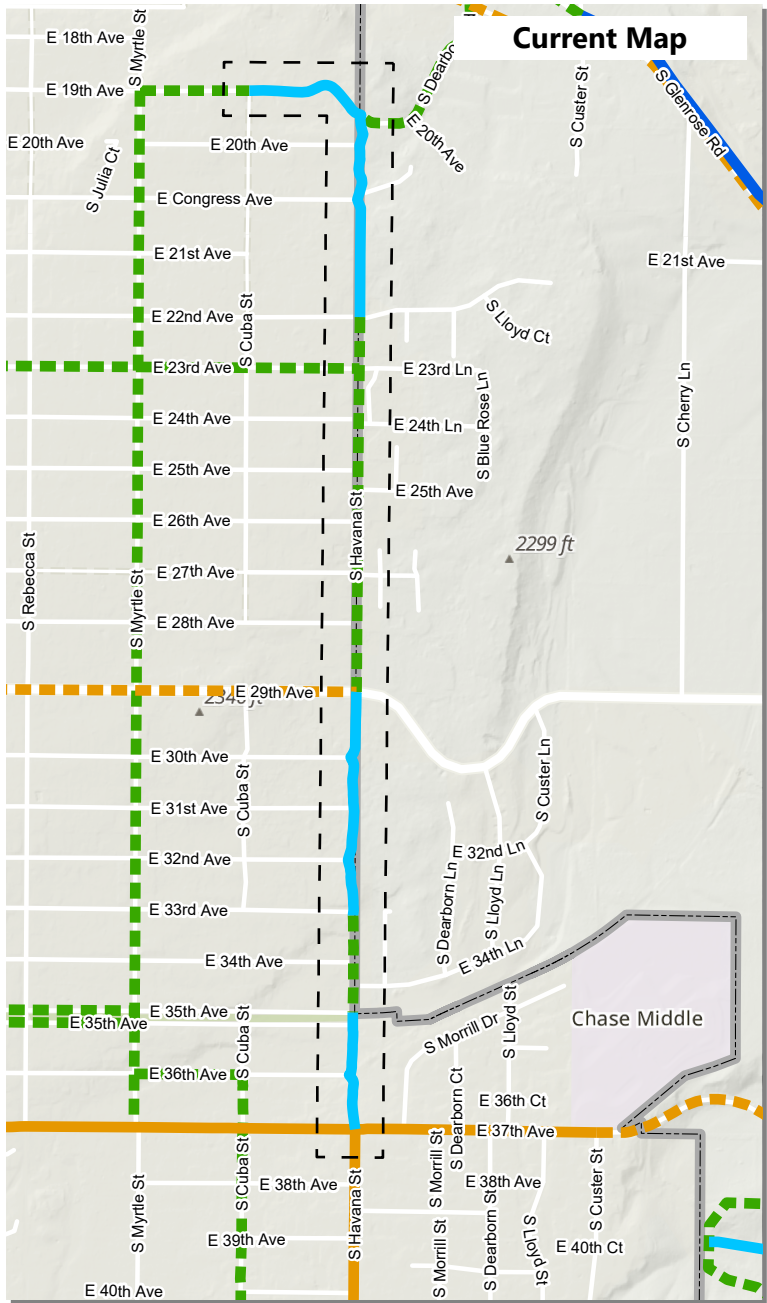 Current Map
E 18th Ave
S Myrtle St
S Dearbo
S Custer St
S Glenrose Rd
E 19th Ave
E 20th Ave
E 20th Ave
E 20th Ave
S Julia Ct
E Congress Ave
E 21st Ave
E 21st Ave
S Cuba St
E 22nd Ave
S Lloyd Ct
E 23rd Ave
E 23rd Ln
S Cherry Ln
E 24th Ave
E 24th Ln
S Blue Rose Ln
E 25th Ave
E 25th Ave
E 26th Ave
S Havana St
2299 ft
S Rebecca St
S Myrtle St
E 27th Ave
E 28th Ave
E 29th Ave
2340 ft
E 30th Ave
S Custer Ln
S Cuba St
E 31st Ave
E 32nd Ave
E 32nd Ln
S Dearborn Ln
S Lloyd Ln
E 33rd Ave
E 34th Ave
E 34th Ln
E 35th Ave
E 35th Ave
S Cuba St
S Morrill Dr
S Lloyd St
Chase Middle
E 36th Ave
S Dearborn Ct
E 36th Ct
E 37th Ave
S Myrtle St
S Cuba St
E 38th Ave
S Havana St
S Morrill St
S Morrill St
E 38th Ave
S Dearborn St
S Lloyd St
S Custer St
E 39th Ave
E 40th Ct
E 40th Ave